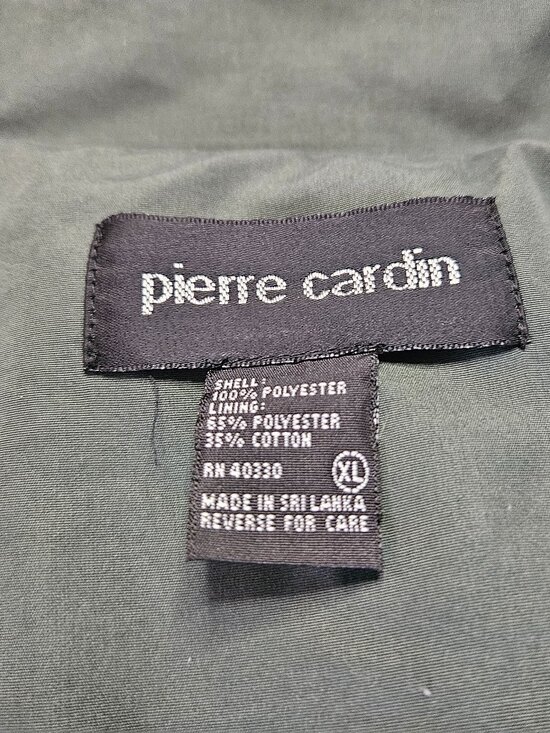 pierre cardin
SHELL:
100% POLYESTER
LINING:
65% POLYESTER
35% COTTON
RN 40330 XL
MADE IN SRI LANKA
REVERSE FOR CARE